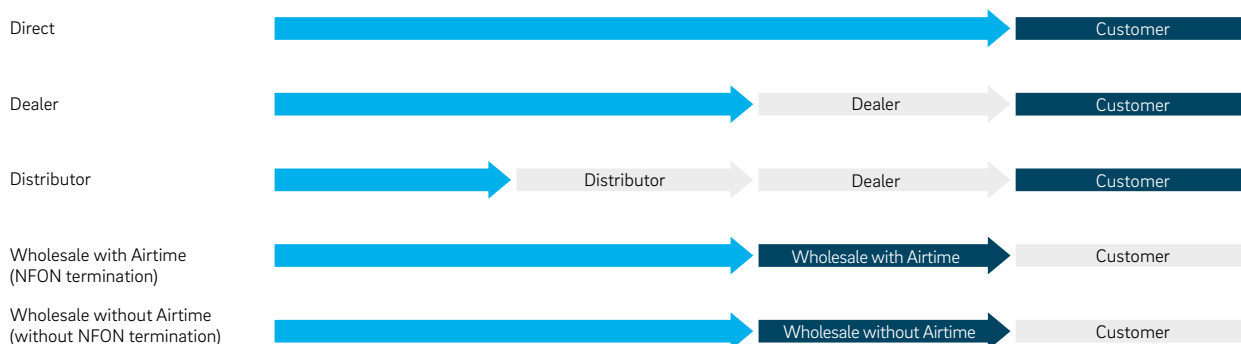 Direct
Customer
Dealer
Dealer
Customer
Distributor
Distributor
Dealer
Customer
Wholesale with Airtime
(NFON termination)
Wholesale with Airtime
Customer
Wholesale without Airtime
(without NFON termination)
Wholesale without Airtime
Customer